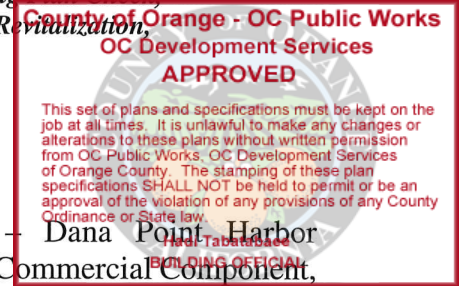 Plan Check,
Revitalization,
County of Orange - OC Public Works
OC Development Services
APPROVED
This set of plans and specifications must be kept on the
job at all times. It is unlawful to make any changes or
alterations to these plans without written permission
from OC Public Works, OC Development Services
of Orange County. The stamping of these plan
specifications SHALL NOT be held to permit or be an
approval of the violation of any provisions of any County
Ordinance or State law.
– Dana Point Harbor
Hadi Tabatabaee
Commercial Component,
BUILDING OFFICIAL